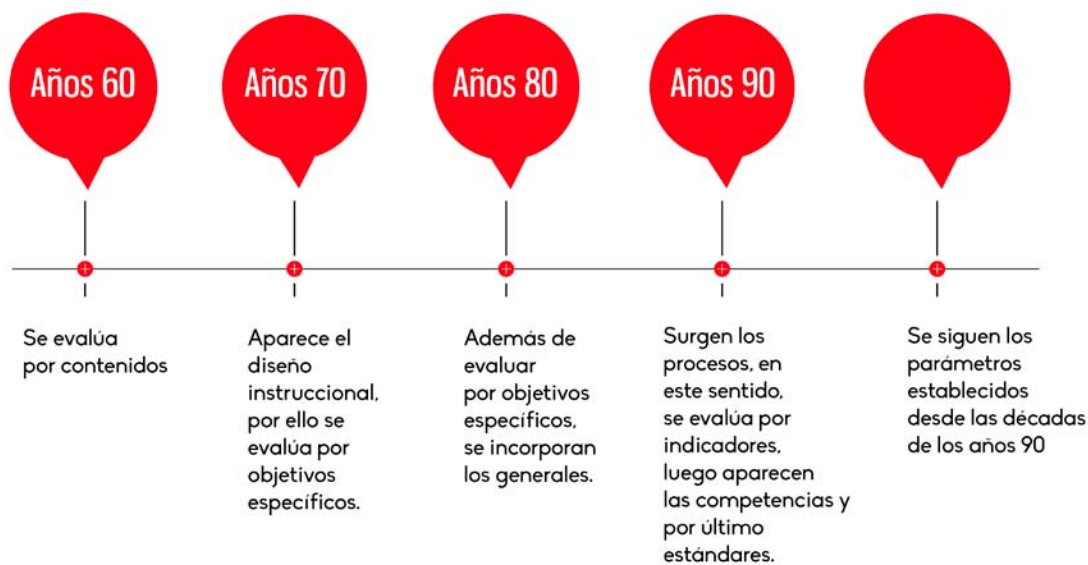 Años 60
Años 70
Años 80
Años 90
Se evalúa
por contenidos
Aparece el
diseño
instruccional,
por ello se
evalúa por
objetivos
específicos.
Además de
evaluar
por objetivos
específicos,
se incorporan
los generales.
Surgen los
procesos, en
este sentido,
se evalúa por
indicadores,
luego aparecen
las competencias y
por último
estándares.
Se siguen los
parámetros
establecidos
desde las décadas
de los años 90